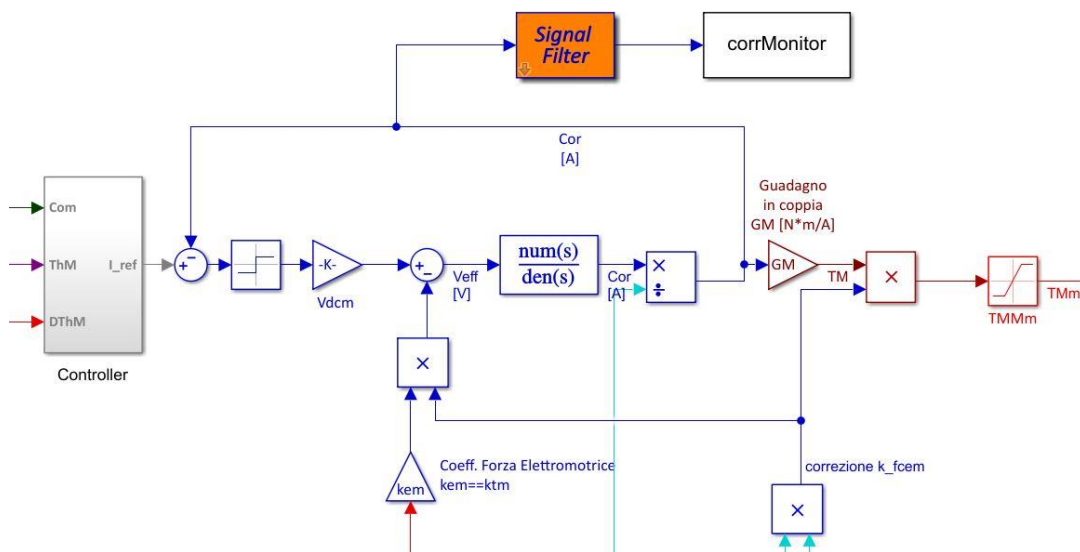 Signal
Filter
corrMonitor
Cor
[A]
Guadagno
in coppia
GM [N*m/A]
Com
ThM
I_ref
DThM
Controller
-K-
Vdcm
Veff
[V]
num(s)
den(s)
Cor
[A]
×
÷
GM
TM
×
TMMm
TMm
×
kem
Coeff. Forza Elettromotrice
kem==ktm
correzione k_fcem
×